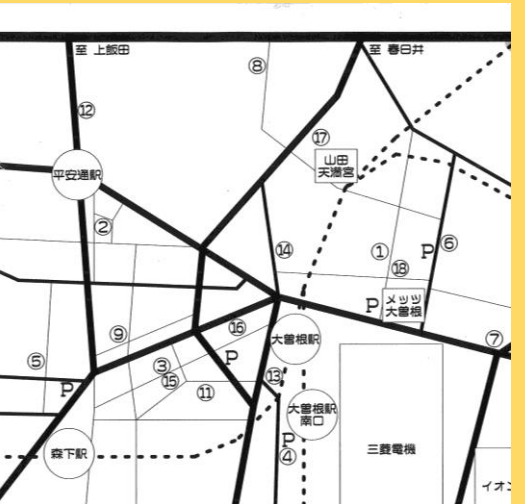 至 上飯田
至 春日井
⑧
⑫
⑰
山田
天満宮
平安通駅
②
⑭
①
P
⑥
⑱
P
メッツ
大曽根
⑨
⑯
大曽根駅
⑦
⑤
③
P
⑮
P
⑪
⑬
大曽根駅
南口
P
④
三菱電機
森下駅
イオン